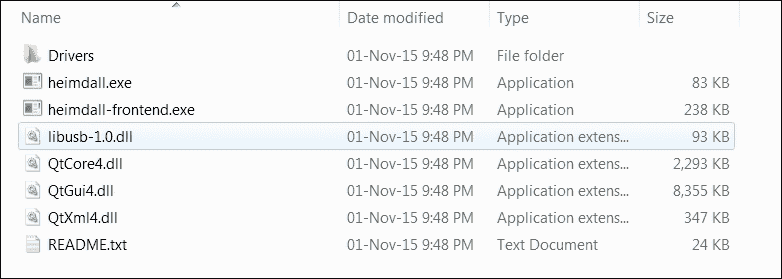 Name Date modified Type Size
Drivers 01-Nov-15 9:48 PM File folder
heimdall.exe 01-Nov-15 9:48 PM Application 83 KB
heimdall-frontend.exe 01-Nov-15 9:48 PM Application 238 KB
libusb-1.0.dll 01-Nov-15 9:48 PM Application extens... 93 KB
QtCore4.dll 01-Nov-15 9:48 PM Application extens... 2,293 KB
QtGui4.dll 01-Nov-15 9:48 PM Application extens... 8,355 KB
QtXml4.dll 01-Nov-15 9:48 PM Application extens... 347 KB
README.txt 01-Nov-15 9:48 PM Text Document 24 KB